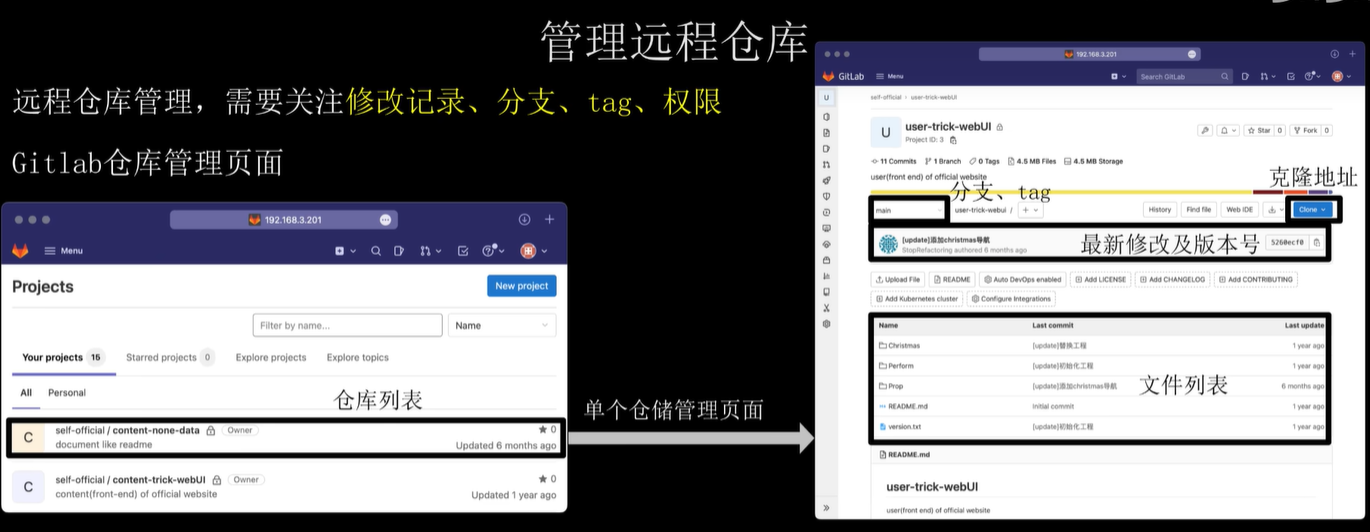 管理远程仓库
远程仓库管理，需要关注修改记录、分支、tag、权限
Gitlab仓库管理页面
192.168.3.201
Menu
Projects
New project
Filter by name...
Name
Your projects 15 Starred projects 0 Explore projects Explore topics
All Personal
仓库列表
C
self-official / content-none-data Owner
0
document like readme
Updated 6 months ago
C
self-official / content-trick-webUI Owner
0
content(front-end) of official website
Updated 1 year ago
单个仓储管理页面
192.168.3.201
GitLab Menu
Search GitLab
U
self-official › user-trick-webUI
U
user-trick-webUI
Project ID: 3
Star 0 Fork 0
11 Commits 1 Branch 0 Tags 4.5 MB Files 4.5 MB Storage
user(front end) of official website
分支、tag
克隆地址
main
user-trick-webui / +
History Find file Web IDE Clone
[update]添加christmas导航
StopRefactoring authored 6 months ago
最新修改及版本号
5260ecf0
Upload File README Auto DevOps enabled Add LICENSE Add CHANGELOG Add CONTRIBUTING
Add Kubernetes cluster Configure Integrations
Name Last commit Last update
Christmas [update]替换工程 1 year ago
Perform [update]初始化工程 1 year ago
Prop [update]添加christmas导航 6 months ago
文件列表
README.md Initial commit 1 year ago
version.txt [update]初始化工程 1 year ago
README.md
user-trick-webUI
user(front end) of official website